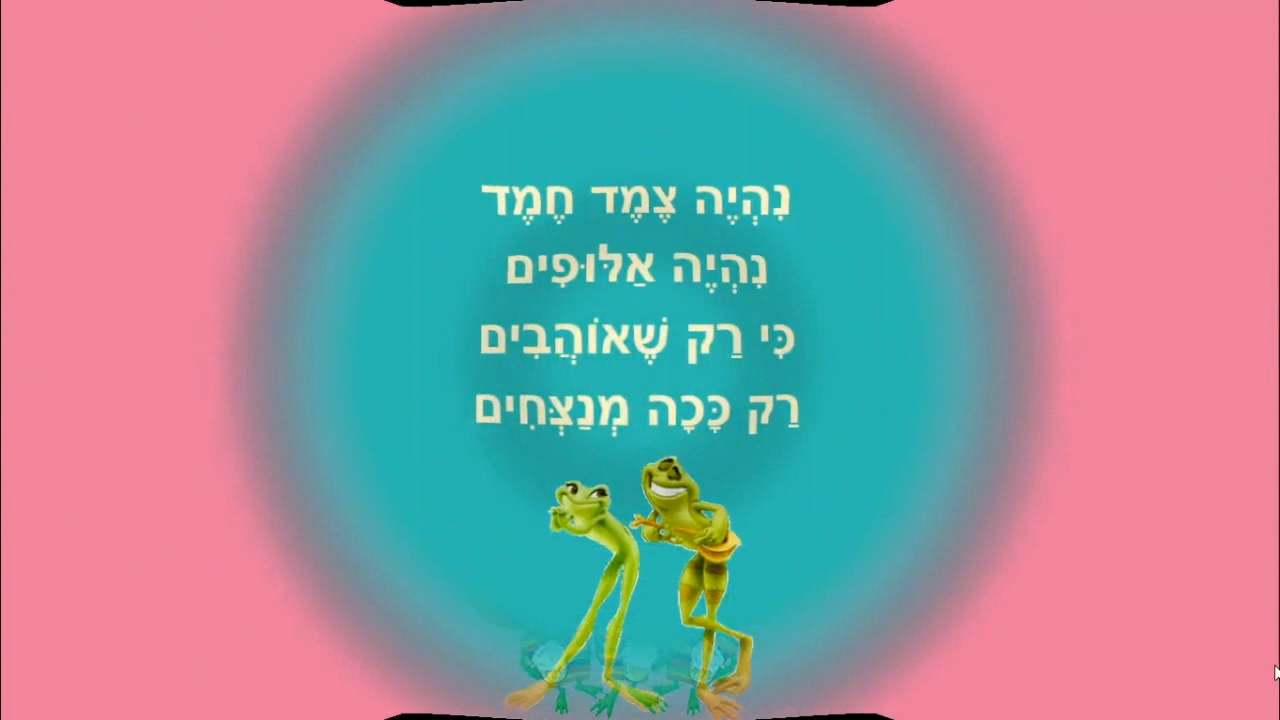 נִהְיֶה צֶמֶד חֶמֶד
נִהְיֶה אַלּוּפִים
כִּי רַק שֶׁאוֹהֲבִים
רַק כָּכָה מְנַצְּחִים